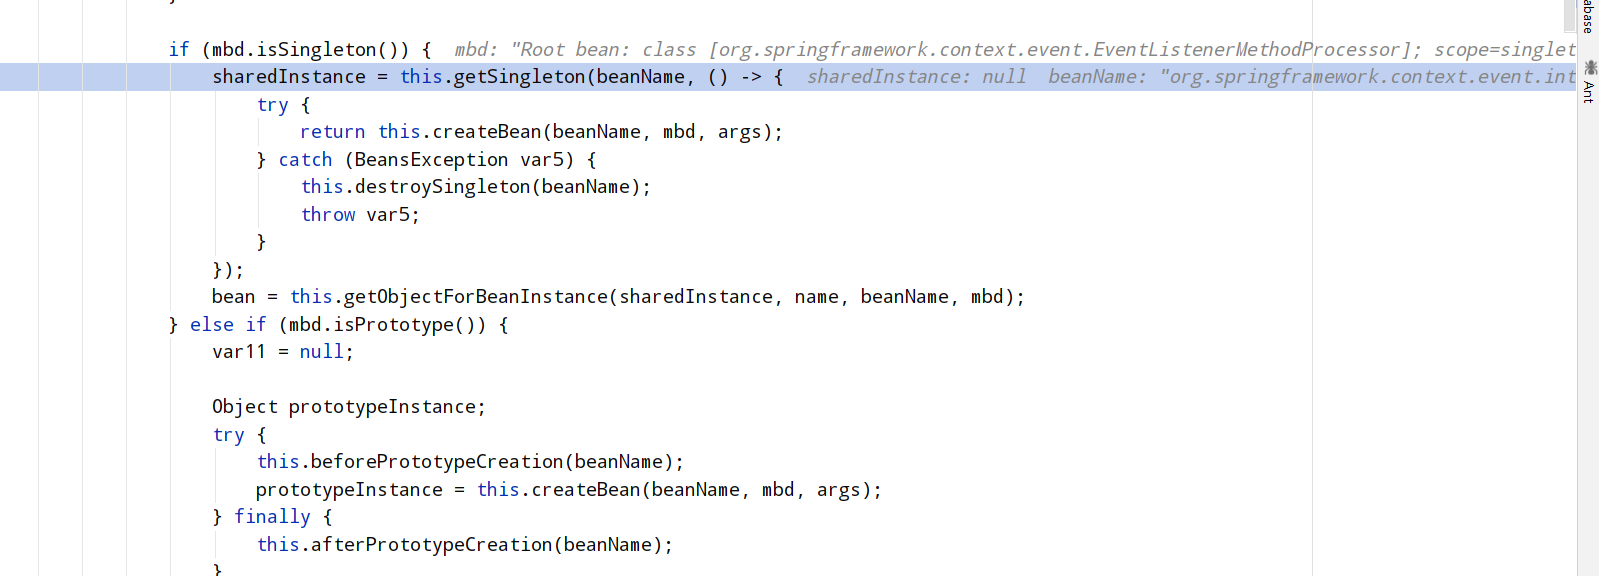 }
if (mbd.isSingleton()) {  mbd: "Root bean: class [org.springframework.context.event.EventListenerMethodProcessor]; scope=singlet
sharedInstance = this.getSingleton(beanName, () -> {  sharedInstance: null  beanName: "org.springframework.context.event.int
try {
return this.createBean(beanName, mbd, args);
} catch (BeansException var5) {
this.destroySingleton(beanName);
throw var5;
}
});
bean = this.getObjectForBeanInstance(sharedInstance, name, beanName, mbd);
} else if (mbd.isPrototype()) {
var11 = null;
Object prototypeInstance;
try {
this.beforePrototypeCreation(beanName);
prototypeInstance = this.createBean(beanName, mbd, args);
} finally {
this.afterPrototypeCreation(beanName);
}
abase
Ant